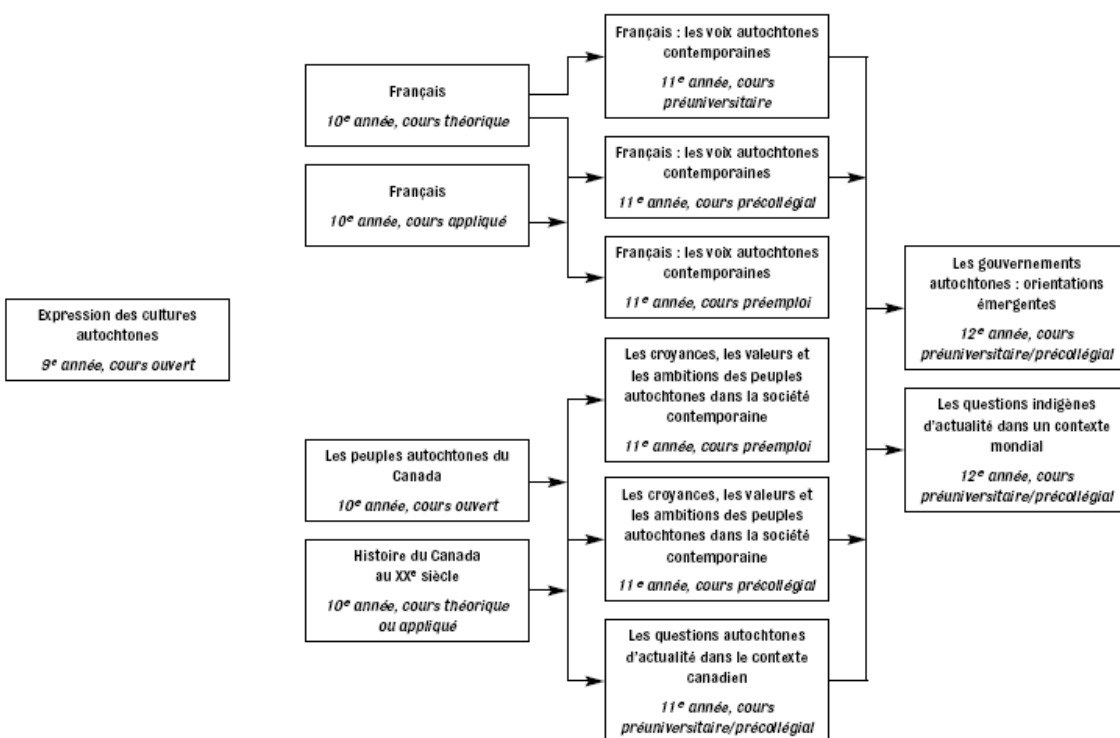 Expression des cultures
autochtones
9e année, cours ouvert
Français
10e année, cours théorique
Français
10e année, cours appliqué
Les peuples autochtones du
Canada
10e année, cours ouvert
Histoire du Canada
au XXe siècle
10e année, cours théorique
ou appliqué
Français : les voix autochtones
contemporaines
11e année, cours
préuniversitaire
Français : les voix autochtones
contemporaines
11e année, cours précollégial
Français : les voix autochtones
contemporaines
11e année, cours préemploi
Les croyances, les valeurs et
les ambitions des peuples
autochtones dans la société
contemporaine
11e année, cours préemploi
Les croyances, les valeurs et
les ambitions des peuples
autochtones dans la société
contemporaine
11e année, cours précollégial
Les questions autochtones
d'actualité dans le contexte
canadien
11e année, cours
préuniversitaire/précollégial
Les gouvernements
autochtones : orientations
émergentes
12e année, cours
préuniversitaire/précollégial
Les questions indigènes
d'actualité dans un contexte
mondial
12e année, cours
préuniversitaire/précollégial